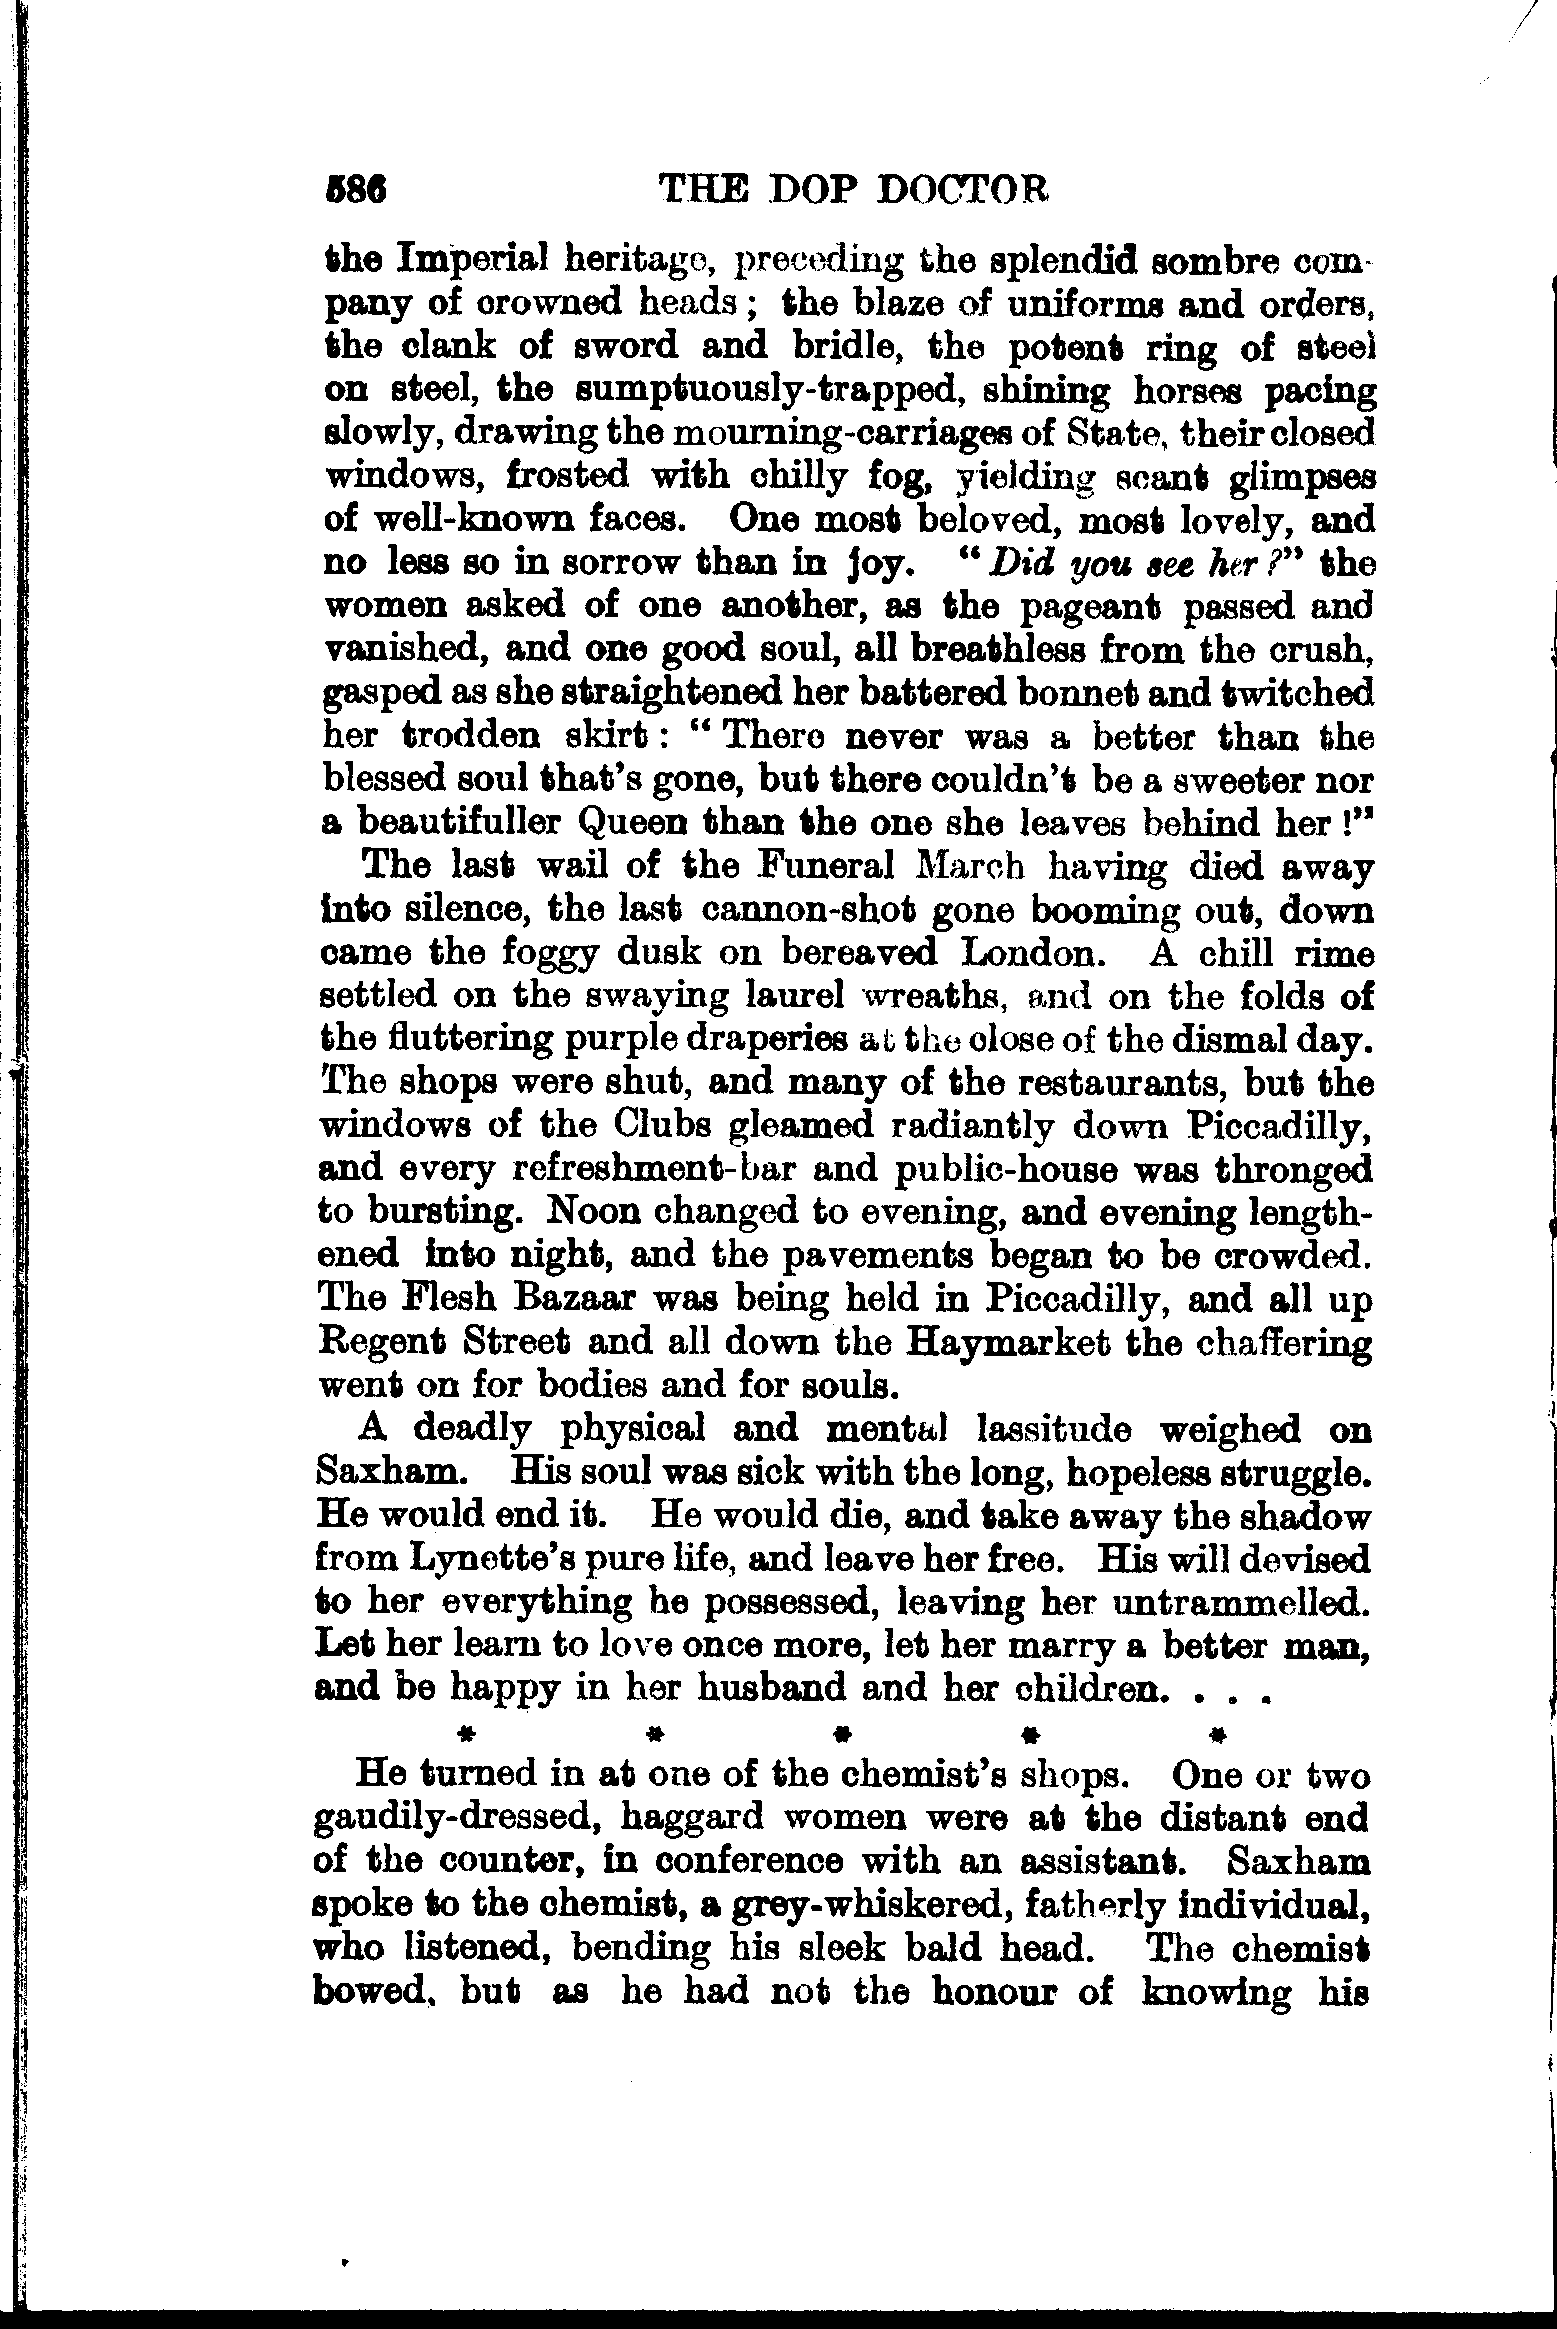 586 THE DOP DOCTOR
the Imperial heritage, preceding the splendid sombre com-
pany of crowned heads ; the blaze of uniforms and orders,
the clank of sword and bridle, the potent ring of steel
on steel, the sumptuously-trapped, shining horses pacing
slowly, drawing the mourning-carriages of State, their closed
windows, frosted with chilly fog, yielding scant glimpses
of well-known faces. One most beloved, most lovely, and
no less so in sorrow than in joy. “Did you see her?” the
women asked of one another, as the pageant passed and
vanished, and one good soul, all breathless from the crush,
gasped as she straightened her battered bonnet and twitched
her trodden skirt : “There never was a better than the
blessed soul that's gone, but there couldn't be a sweeter nor
a beautifuller Queen than the one she leaves behind her !”
The last wail of the Funeral March having died away
into silence, the last cannon-shot gone booming out, down
came the foggy dusk on bereaved London. A chill rime
settled on the swaying laurel wreaths, and on the folds of
the fluttering purple draperies at the close of the dismal day.
The shops were shut, and many of the restaurants, but the
windows of the Clubs gleamed radiantly down Piccadilly,
and every refreshment-bar and public-house was thronged
to bursting. Noon changed to evening, and evening length-
ened into night, and the pavements began to be crowded.
The Flesh Bazaar was being held in Piccadilly, and all up
Regent Street and all down the Haymarket the chaffering
went on for bodies and for souls.
A deadly physical and mental lassitude weighed on
Saxham. His soul was sick with the long, hopeless struggle.
He would end it. He would die, and take away the shadow
from Lynette's pure life, and leave her free. His will devised
to her everything he possessed, leaving her untrammelled.
Let her learn to love once more, let her marry a better man,
and be happy in her husband and her children. . . .
* * * * *
He turned in at one of the chemist's shops. One or two
gaudily-dressed, haggard women were at the distant end
of the counter, in conference with an assistant. Saxham
spoke to the chemist, a grey-whiskered, fatherly individual,
who listened, bending his sleek bald head. The chemist
bowed, but as he had not the honour of knowing his